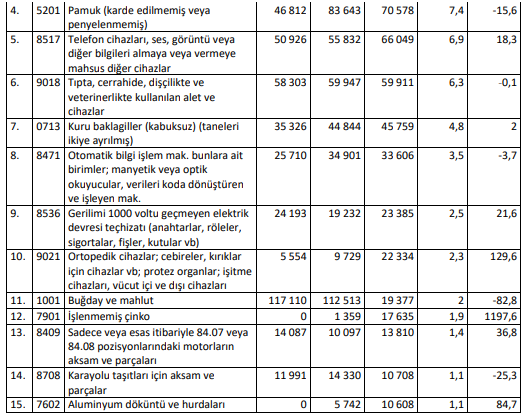 4. 5201 Pamuk (karde edilmemiş veya 46 812 83 643 70 578 7,4 -15,6
penyelenmemiş)
5. 8517 Telefon cihazları, ses, görüntü veya 50 926 55 832 66 049 6,9 18,3
diğer bilgileri almaya veya vermeye
mahsus diğer cihazlar
6. 9018 Tıpta, cerrahide, dişçilikte ve 58 303 59 947 59 911 6,3 -0,1
veterinerlikte kullanılan alet ve
cihazlar
7. 0713 Kuru baklagiller (kabuksuz) (taneleri 35 326 44 844 45 759 4,8 2
ikiye ayrılmış)
8. 8471 Otomatik bilgi işlem mak. bunlara ait 25 710 34 901 33 606 3,5 -3,7
birimler; manyetik veya optik
okuyucular, verileri koda dönüştüren
ve işleyen mak.
9. 8536 Gerilimi 1000 voltu geçmeyen elektrik 24 193 19 232 23 385 2,5 21,6
devresi teçhizatı (anahtarlar, röleler,
sigortalar, fişler, kutular vb)
10. 9021 Ortopedik cihazlar; cebireler, kırıklar 5 554 9 729 22 334 2,3 129,6
için cihazlar vb; protez organlar; işitme
cihazları, vücut içi ve dışı cihazları
11. 1001 Buğday ve mahlut 117 110 112 513 19 377 2 -82,8
12. 7901 İşlenmemiş çinko 0 1 359 17 635 1,9 1197,6
13. 8409 Sadece veya esas itibariyle 84.07 veya 14 087 10 097 13 810 1,4 36,8
84.08 pozisyonlarındaki motorların
aksam ve parçaları
14. 8708 Karayolu taşıtları için aksam ve 11 991 14 330 10 708 1,1 -25,3
parçalar
15. 7602 Aluminyum döküntü ve hurdaları 0 5 742 10 608 1,1 84,7